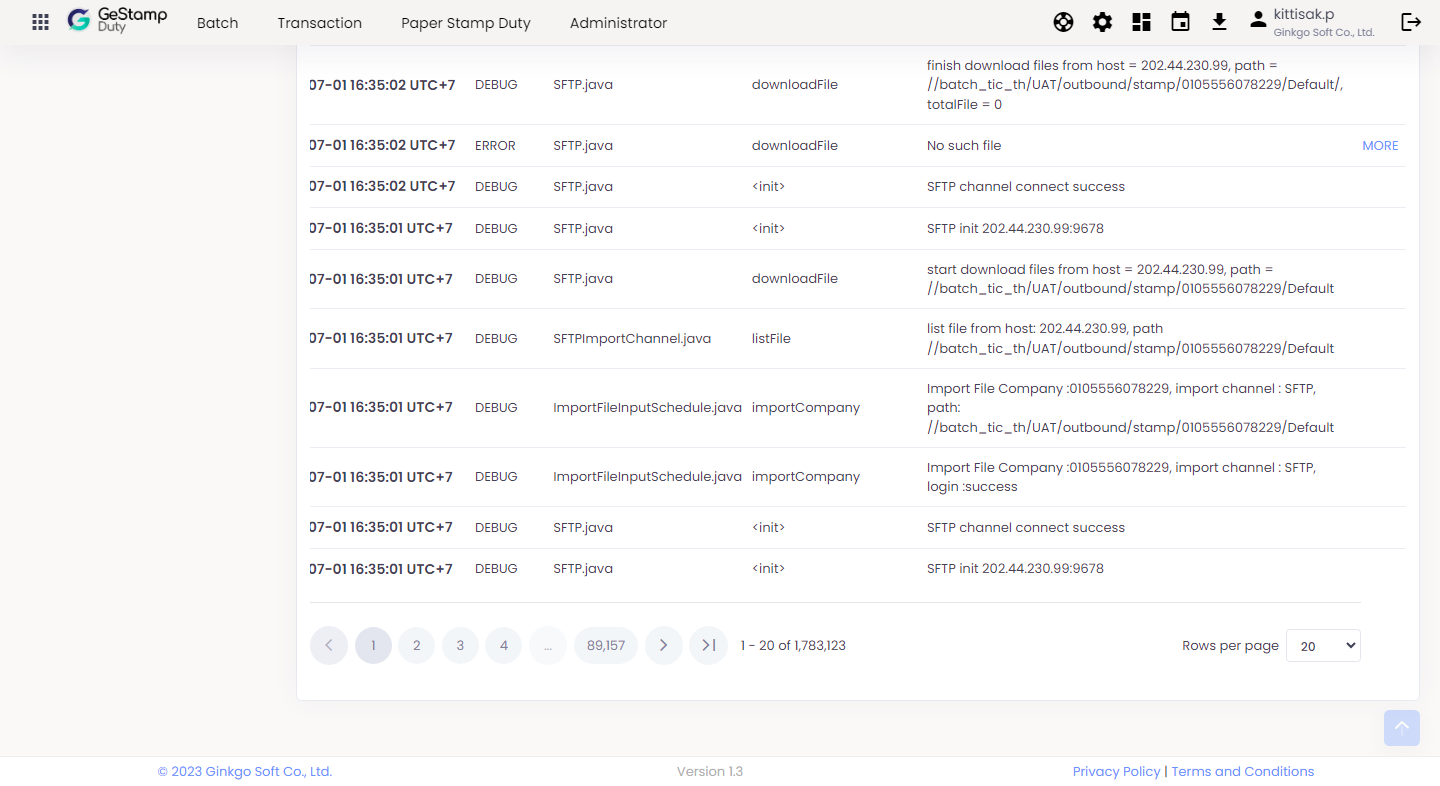 GeStamp
Duty
Batch
Transaction
Paper Stamp Duty
Administrator
kittisak.p
Ginkgo Soft Co., Ltd.
07-01 16:35:02 UTC+7 DEBUG SFTP.java downloadFile finish download files from host = 202.44.230.99, path =
//batch_tic_th/UAT/outbound/stamp/0105556078229/Default/,
totalFile = 0
07-01 16:35:02 UTC+7 ERROR SFTP.java downloadFile No such file MORE
07-01 16:35:02 UTC+7 DEBUG SFTP.java <init> SFTP channel connect success
07-01 16:35:01 UTC+7 DEBUG SFTP.java <init> SFTP init 202.44.230.99:9678
07-01 16:35:01 UTC+7 DEBUG SFTP.java downloadFile start download files from host = 202.44.230.99, path =
//batch_tic_th/UAT/outbound/stamp/0105556078229/Default
07-01 16:35:01 UTC+7 DEBUG SFTPImportChannel.java listFile list file from host: 202.44.230.99, path
//batch_tic_th/UAT/outbound/stamp/0105556078229/Default
07-01 16:35:01 UTC+7 DEBUG ImportFileInputSchedule.java importCompany Import File Company :0105556078229, import channel : SFTP,
path:
//batch_tic_th/UAT/outbound/stamp/0105556078229/Default
07-01 16:35:01 UTC+7 DEBUG ImportFileInputSchedule.java importCompany Import File Company :0105556078229, import channel : SFTP,
login :success
07-01 16:35:01 UTC+7 DEBUG SFTP.java <init> SFTP channel connect success
07-01 16:35:01 UTC+7 DEBUG SFTP.java <init> SFTP init 202.44.230.99:9678
1 2 3 4 ... 89,157 1 - 20 of 1,783,123 Rows per page 20
© 2023 Ginkgo Soft Co., Ltd. Version 1.3 Privacy Policy | Terms and Conditions